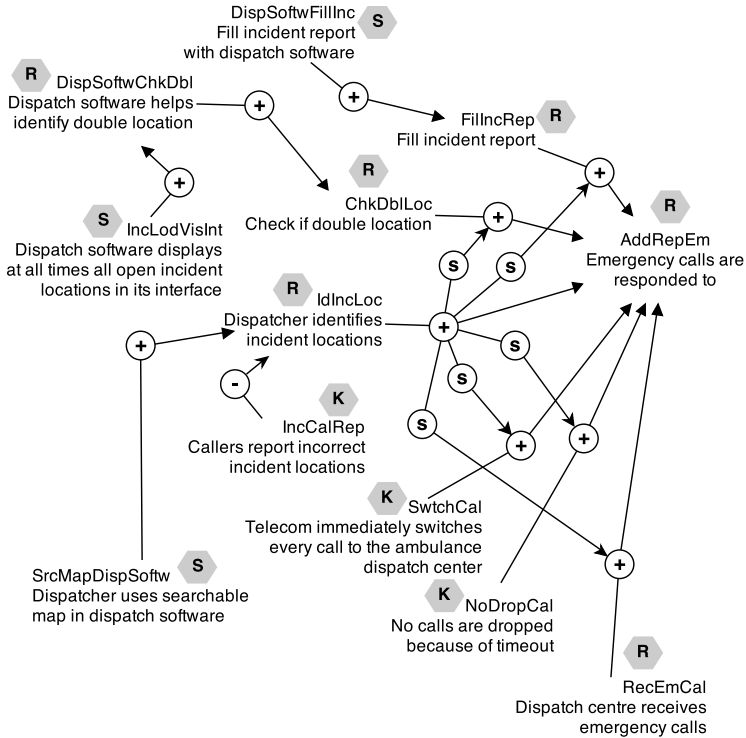 DispSoftwFillInc
S
Fill incident report
with dispatch software
R
DispSoftwChkDbl
Dispatch software helps
identify double location
+
+
FilIncRep
R
Fill incident report
+
+
R
ChkDblLoc
Check if double location
+
S
IncLodVisInt
Dispatch software displays
at all times all open incident
locations in its interface
R
AddRepEm
Emergency calls are
responded to
s
s
R
IdIncLoc
Dispatcher identifies
incident locations
+
+
s
-
s
K
IncCalRep
Callers report incorrect
incident locations
s
+
+
K
SwtchCal
Telecom immediately switches
every call to the ambulance
dispatch center
+
SrcMapDispSoftw
S
Dispatcher uses searchable
map in dispatch software
K
NoDropCal
No calls are dropped
because of timeout
R
RecEmCal
Dispatch centre receives
emergency calls